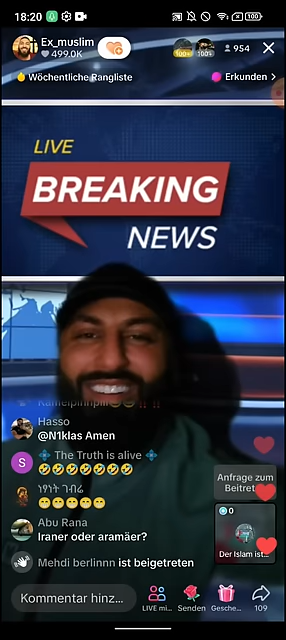 18:20
100
Ex_muslim
499.0K
954
Wöchentliche Rangliste
Erkunden
LIVE
BREAKING
NEWS
Hasso
@N1klas Amen
S The Truth is alive
Anfrage zum
Beitret
Abu Rana
Iraner oder aramäer?
0
Der Islam ist...
Mehdi berlinnn ist beigetreten
Kommentar hinz...
LIVE mi...
Senden
Gesche...
109